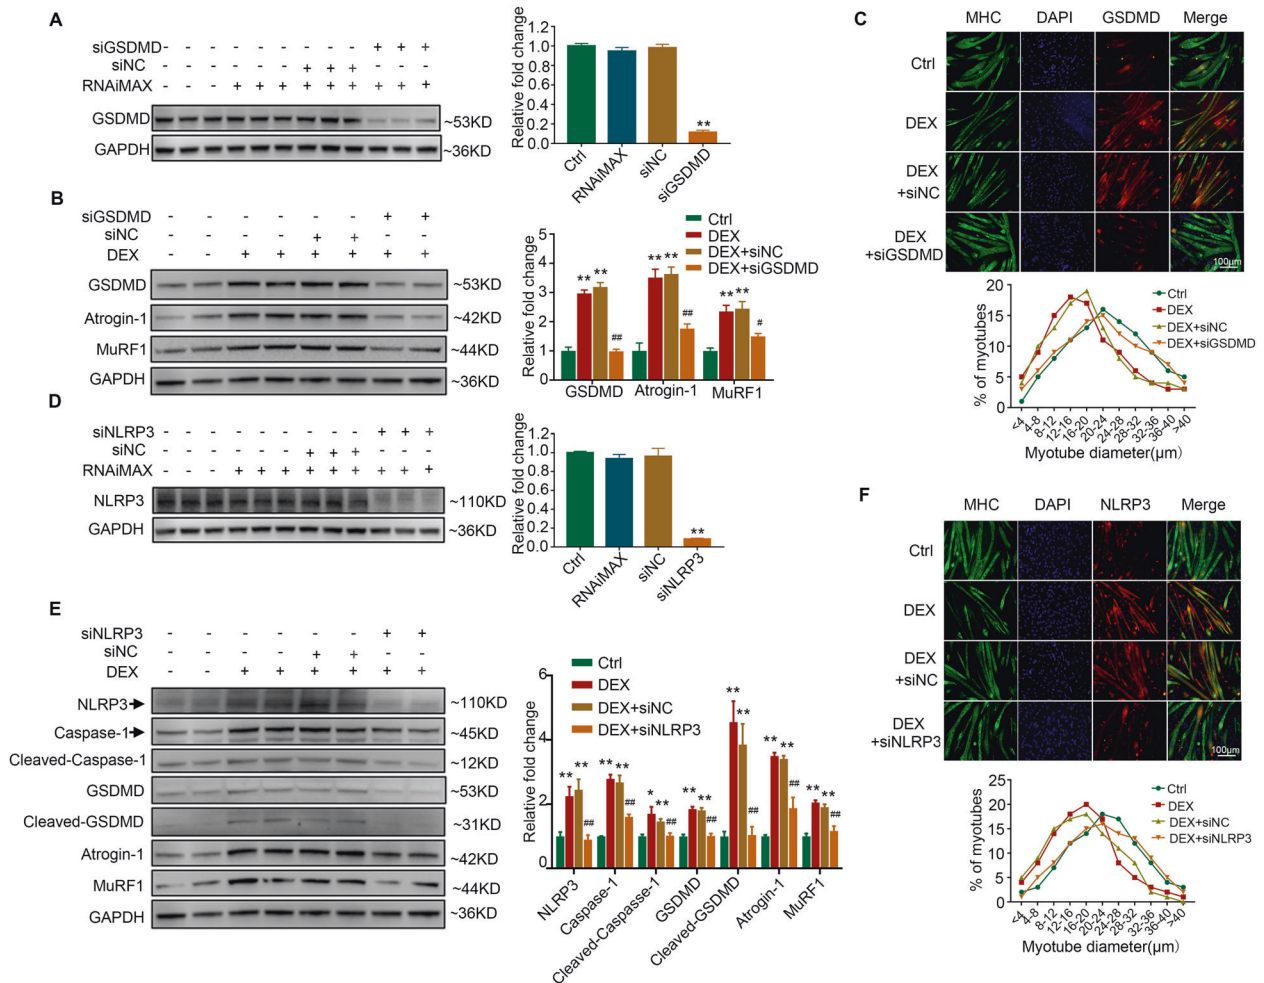 A
siGSDMD - - - - - - - - - + + +
siNC - - - - - - + + + - - -
RNAiMAX - - - + + + + + + + + +
GSDMD ~53KD
GAPDH ~36KD
Relative fold change
1.2
1.0
0.8
0.6
0.4
0.2
0.0
**
Ctrl
RNAiMAX
siNC
siGSDMD
B
siGSDMD - - - - - - + +
siNC - - - - + + - -
DEX - - + + + + + +
GSDMD ~53KD
Atrogin-1 ~42KD
MuRF1 ~44KD
GAPDH ~36KD
Relative fold change
5
4
3
2
1
0
Ctrl
DEX
DEX+siNC
DEX+siGSDMD
** ** ##
** ** ##
** ** #
GSDMD Atrogin-1 MuRF1
C
MHC DAPI GSDMD Merge
Ctrl
DEX
DEX
+siNC
DEX
+siGSDMD
100μm
% of myotubes
20
15
10
5
0
Ctrl
DEX
DEX+siNC
DEX+siGSDMD
<4 4-8 8-12 12-16 16-20 20-24 24-28 28-32 32-36 36-40 >40
Myotube diameter(μm)
D
siNLRP3 - - - - - - - - - + + +
siNC - - - - - - + + + - - -
RNAiMAX - - - + + + + + + + + +
NLRP3 ~110KD
GAPDH ~36KD
Relative fold change
1.2
1.0
0.8
0.6
0.4
0.2
0.0
**
Ctrl
RNAiMAX
siNC
siNLRP3
E
siNLRP3 - - - - - - + +
siNC - - - - + + - -
DEX - - + + + + + +
NLRP3 ~110KD
Caspase-1 ~45KD
Cleaved-Caspase-1 ~12KD
GSDMD ~53KD
Cleaved-GSDMD ~31KD
Atrogin-1 ~42KD
MuRF1 ~44KD
GAPDH ~36KD
Relative fold change
6
4
2
0
Ctrl
DEX
DEX+siNC
DEX+siNLRP3
** ** ##
** ** ##
* ** ##
** ** ##
** ** ##
** ** ##
** ** ##
NLRP3
Caspase-1
Cleaved-Caspasse-1
GSDMD
Cleaved-GSDMD
Atrogin-1
MuRF1
F
MHC DAPI NLRP3 Merge
Ctrl
DEX
DEX
+siNC
DEX
+siNLRP3
100μm
% of myotubes
25
20
15
10
5
0
Ctrl
DEX
DEX+siNC
DEX+siNLRP3
<4 4-8 8-12 12-16 16-20 20-24 24-28 28-32 32-36 36-40 >40
Myotube diameter(μm)